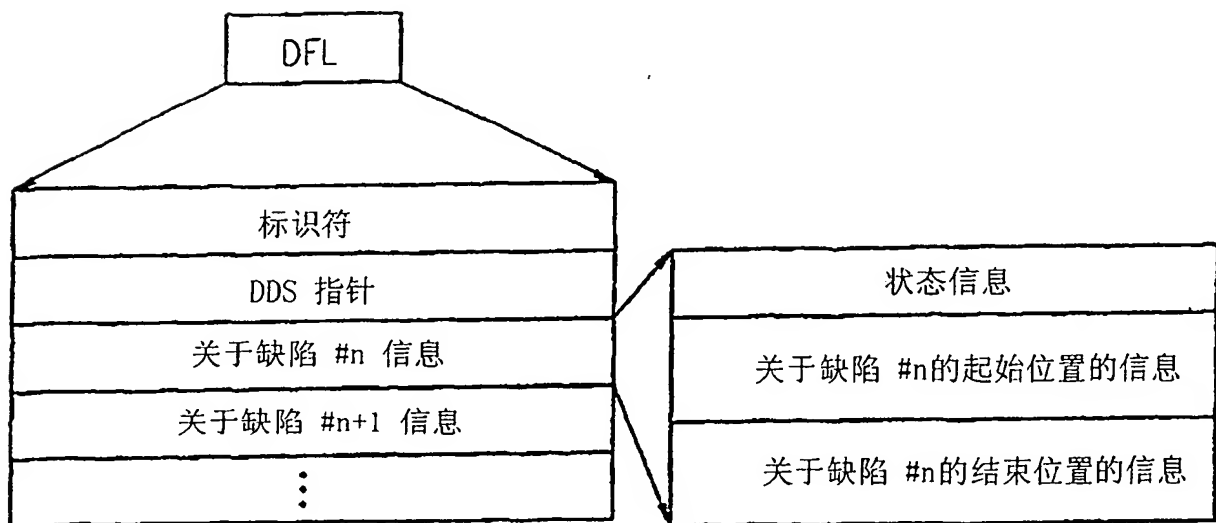 DFL
标识符
DDS 指针
关于缺陷 #n 信息
关于缺陷 #n+1 信息
⋮
状态信息
关于缺陷 #n的起始位置的信息
关于缺陷 #n的结束位置的信息